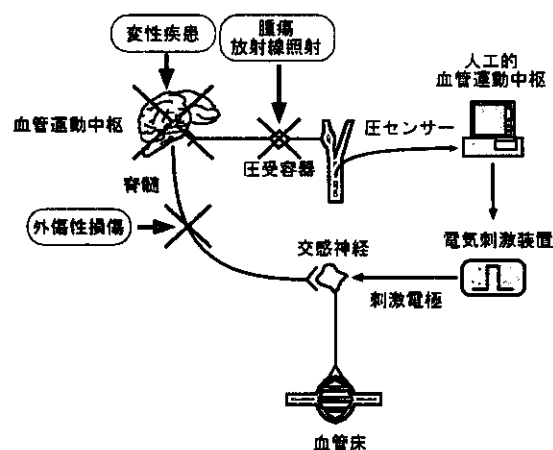 変性疾患
腫瘍
放射線照射
人工的
血管運動中枢
血管運動中枢
圧センサー
圧受容器
脊髄
外傷性損傷
交感神経
電気刺激装置
刺激電極
血管床